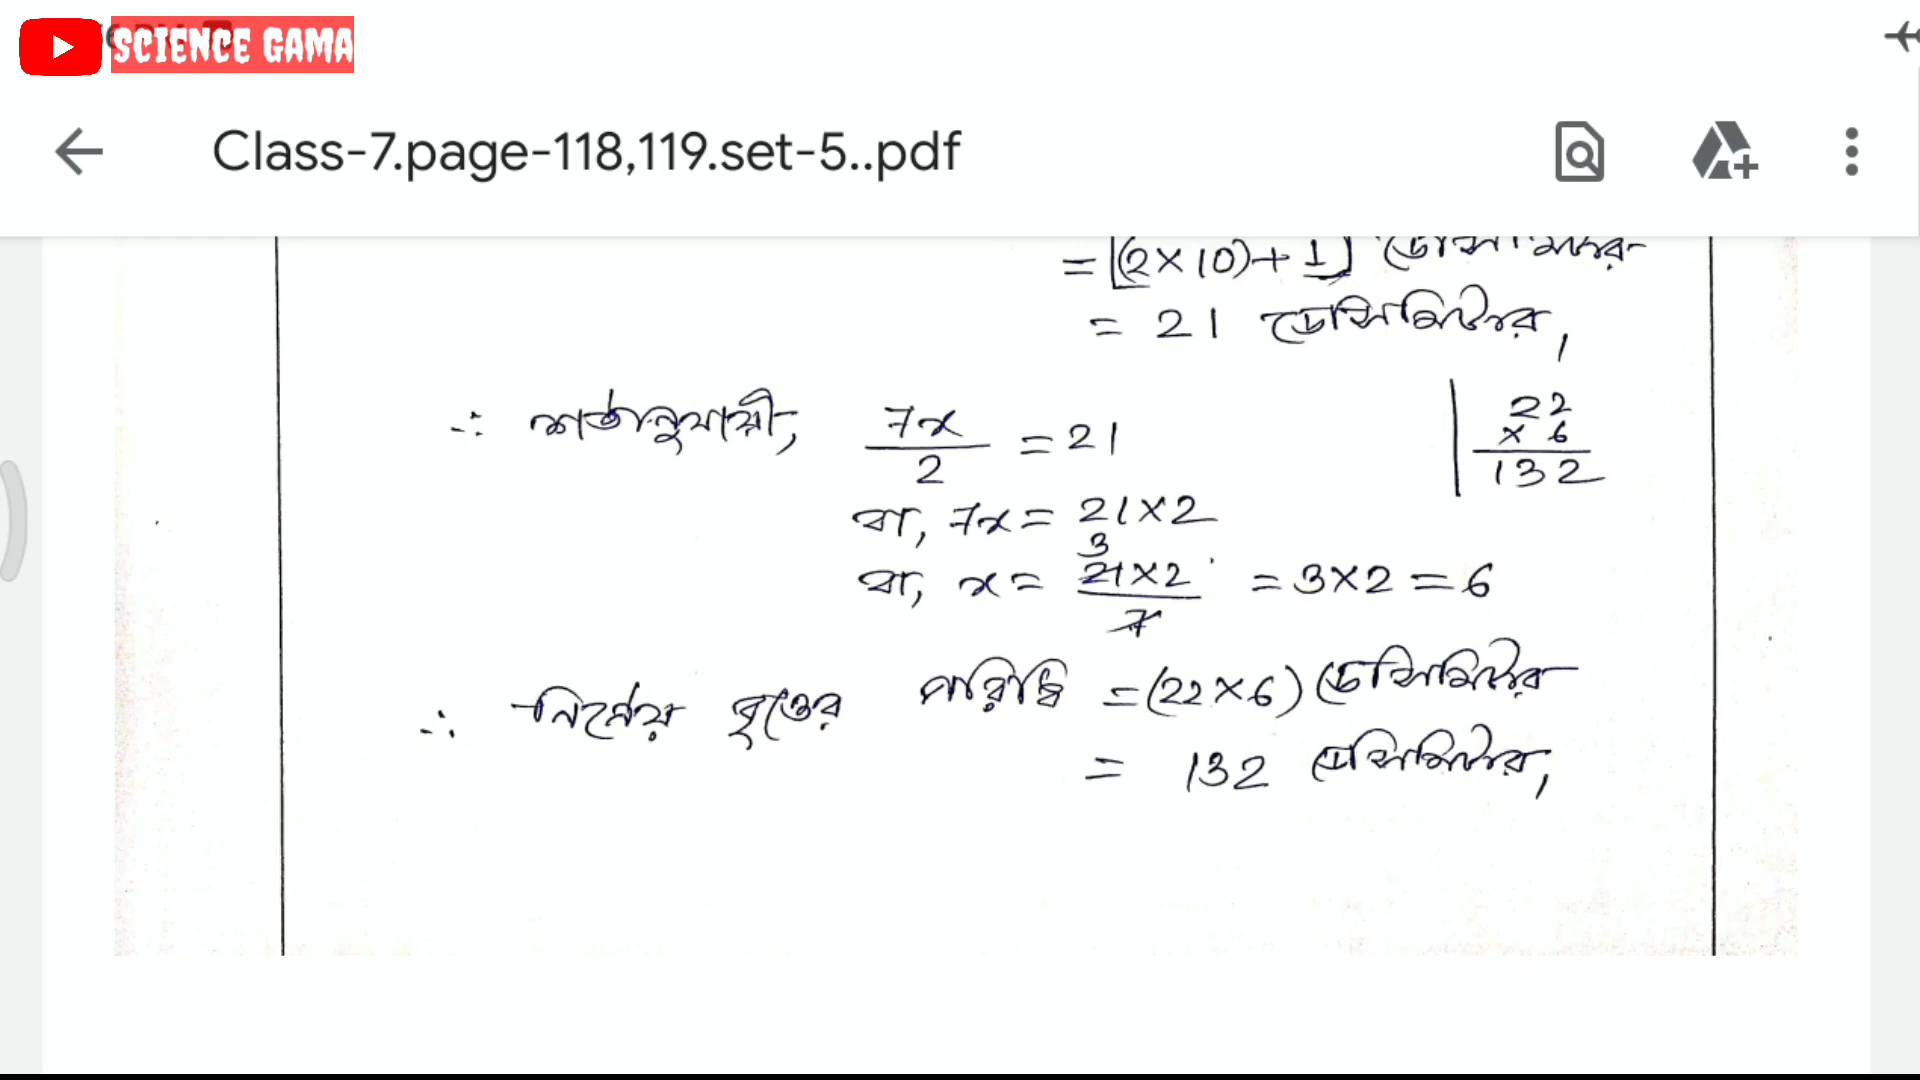 SCIENCE GAMA
Class-7.page-118,119.set-5..pdf
= [(2×10)+1] ডেসিমিটার
= 21 ডেসিমিটার,
∴ শর্তানুযায়ী, 7x/2 = 21
22
× 6
132
বা, 7x = 21×2
বা, x = 21×2/7 = 3×2 = 6
3
∴ নির্ণেয় বৃত্তের পরিধি = (22×6) ডেসিমিটার
= 132 ডেসিমিটার,